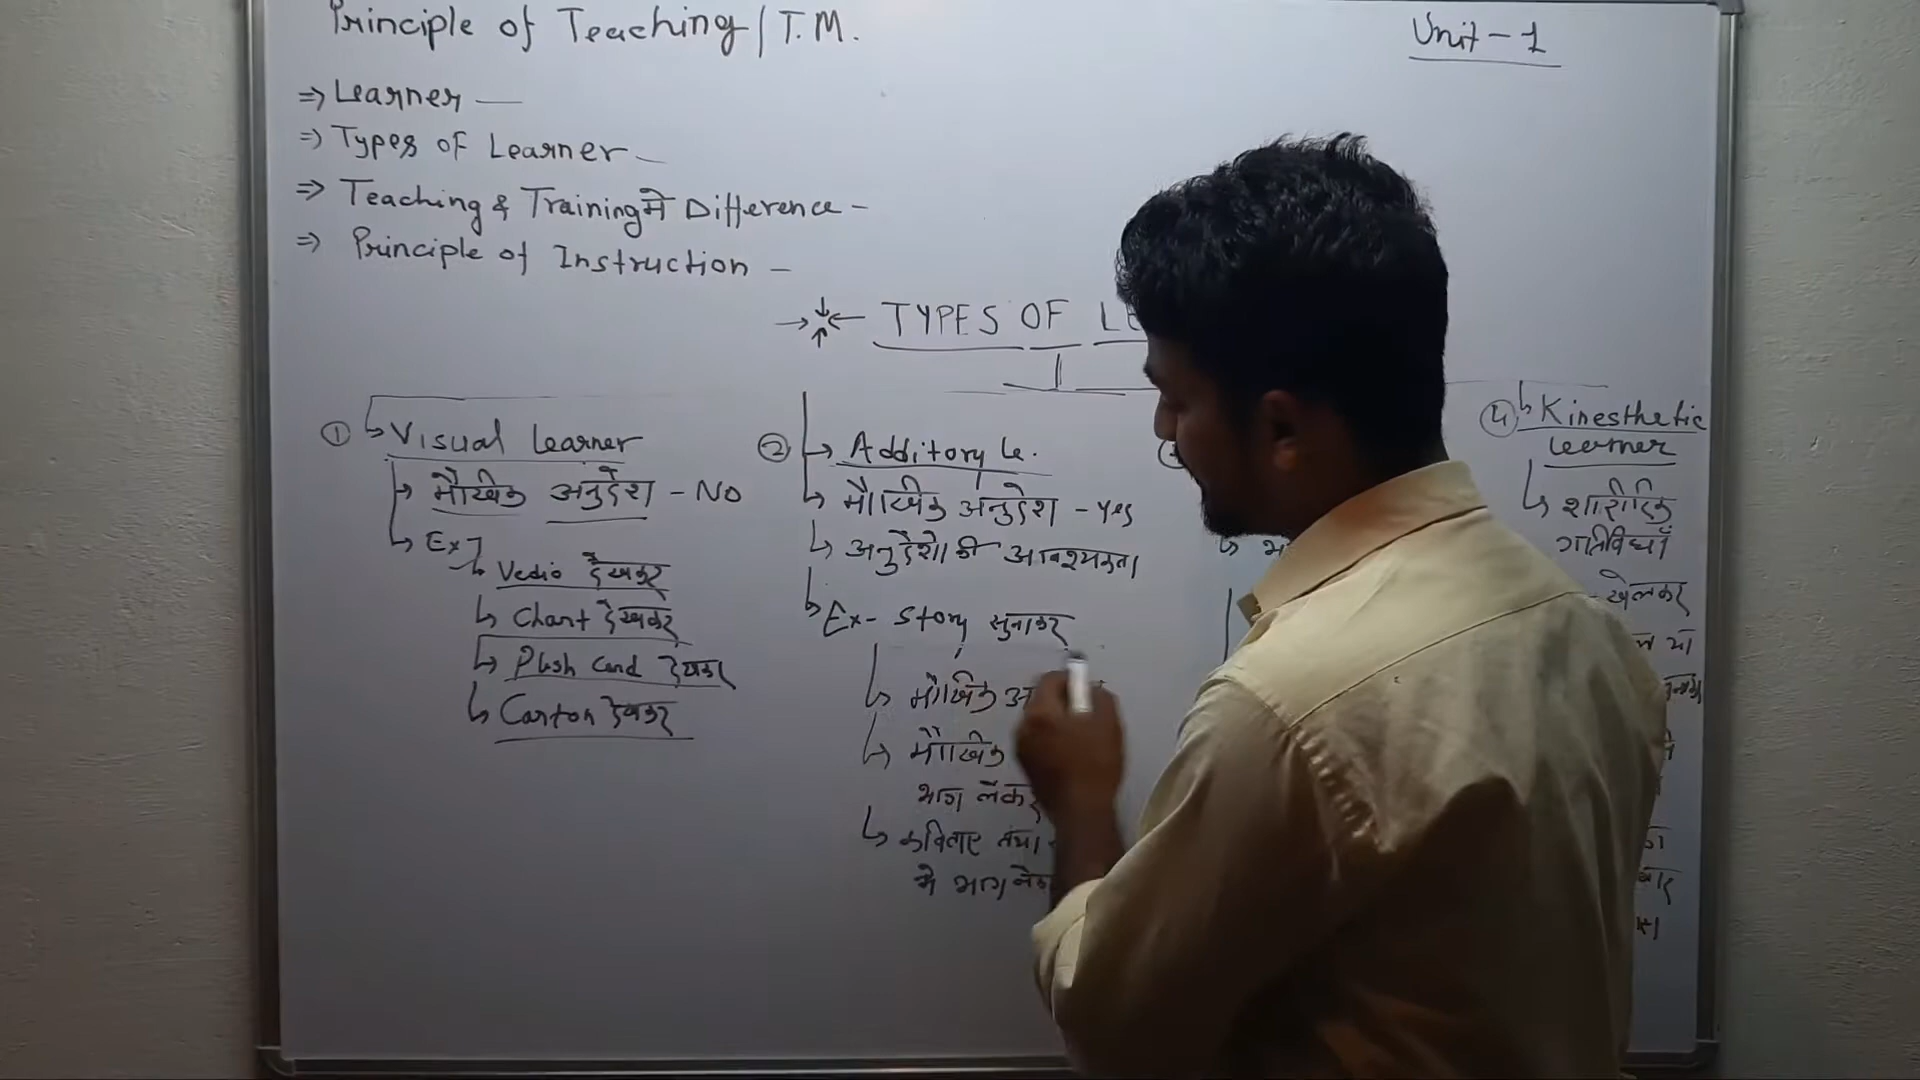 Principle of Teaching / T.M.
Unit - 1
⇒ Learner —
⇒ Types of Learner —
⇒ Teaching & Training मे Difference -
⇒ Principle of Instruction -
TYPES OF LE
① Visual learner
मौखिक अनुदेश - No
Ex
Vedio देखकर
Chart देखकर
Plash Card देखकर
Carton देखकर
② Additory Le.
मौखिक अनुदेश - Yes
अनुदेशो की आवश्यकता
Ex - Story सुनाकर
मौखिक
मौखिक
भाग लेकर
कविताए तथा
मे भाग लेकर
④ Kinesthetic
learner
शारीरिक
गतिविधियाँ
- खेलकर
या